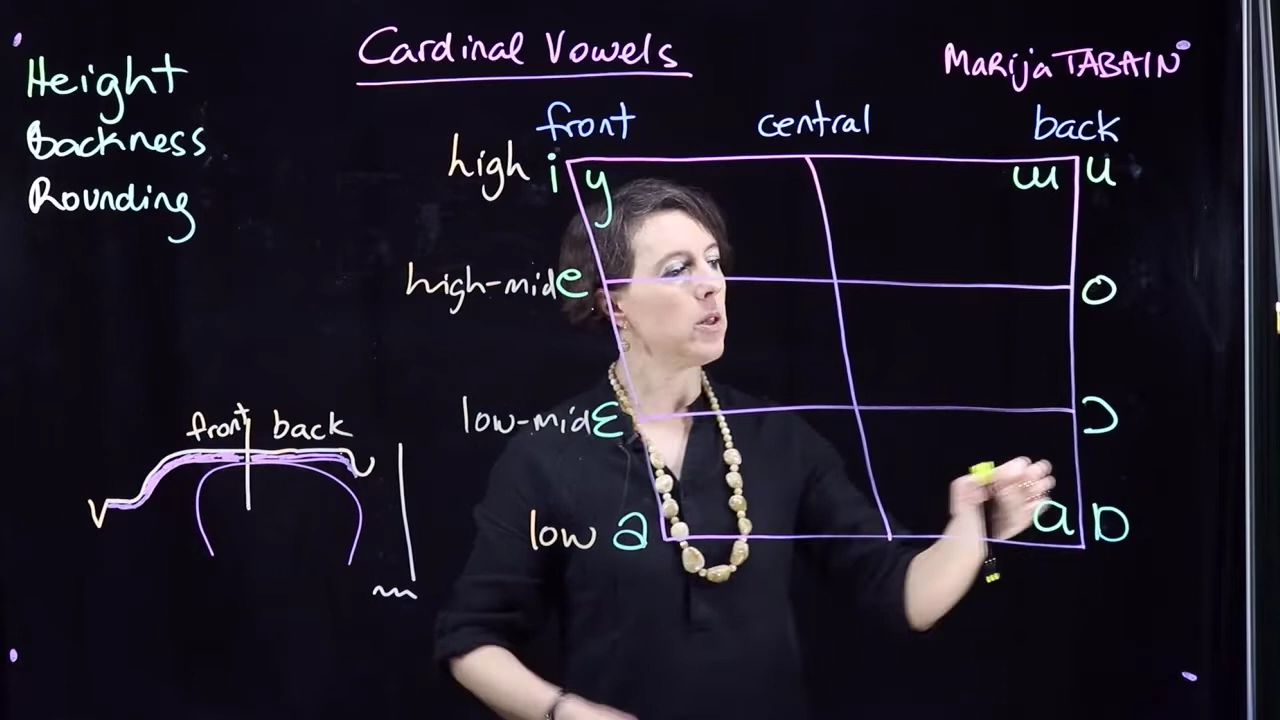 Cardinal Vowels
Marija TABAIN
Height
Backness
Rounding
front central back
high i y ɯ u
high-mid e o
low-mid ɛ ɔ
low a ɑ ɒ
front back